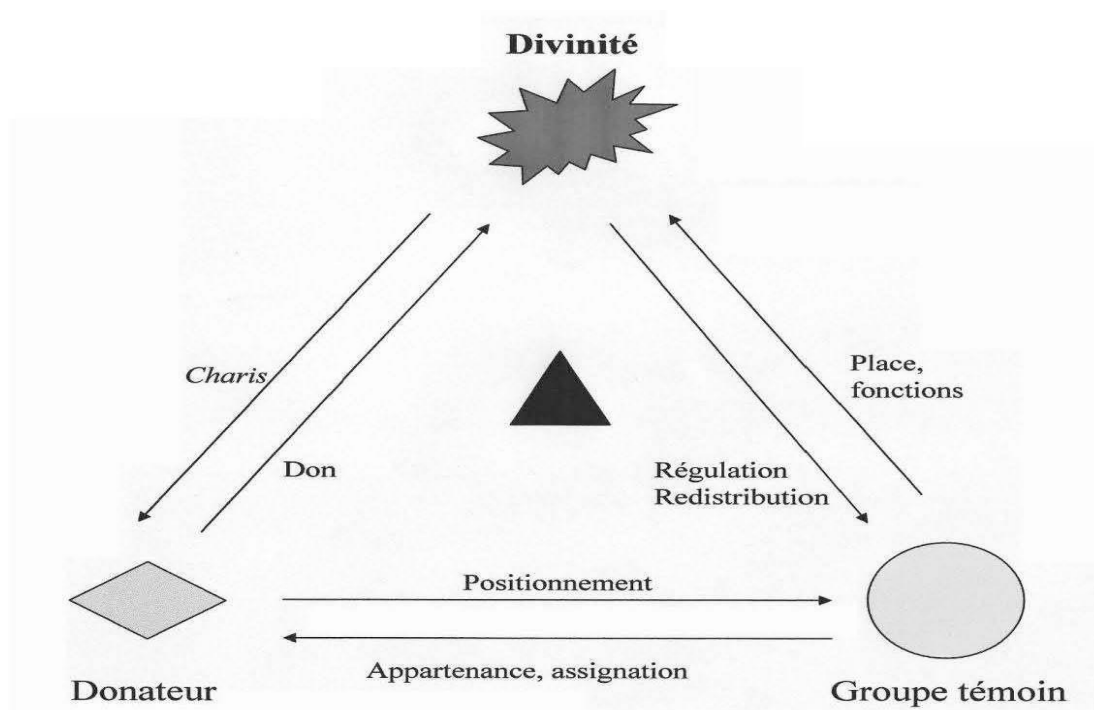 Divinité
Charis
Place,
fonctions
Don
Régulation
Redistribution
Positionnement
Appartenance, assignation
Donateur
Groupe témoin